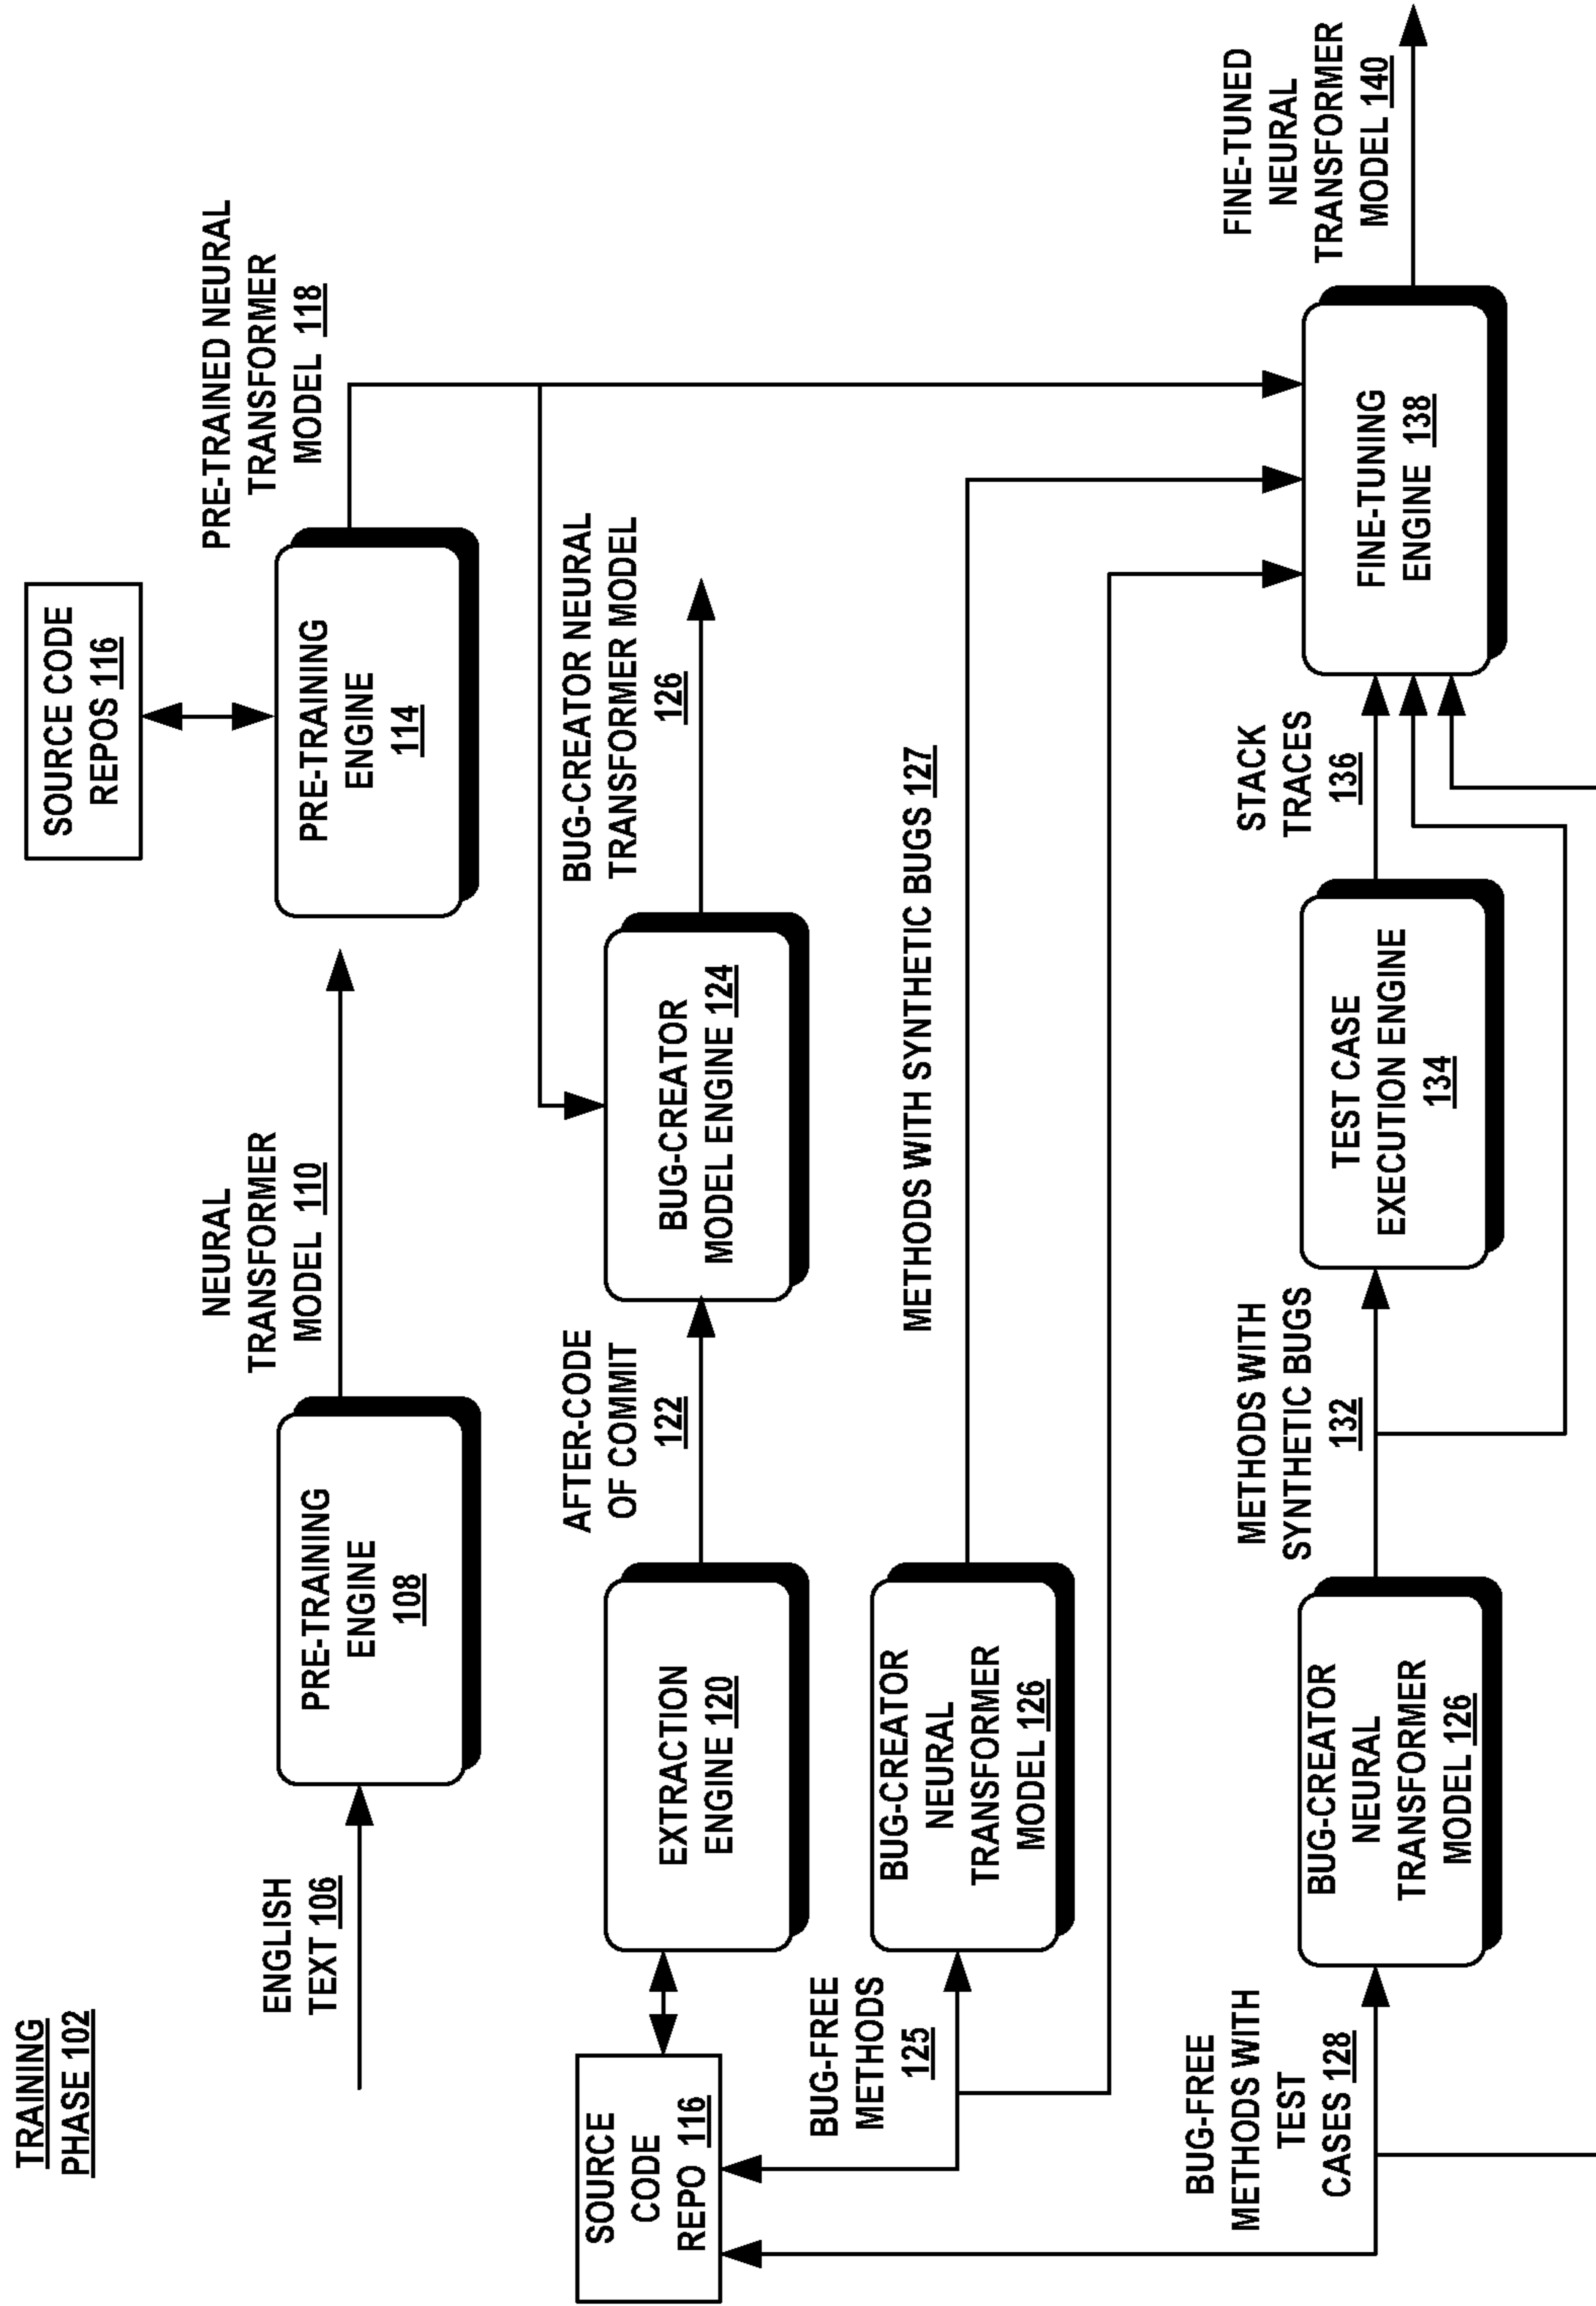 TRAINING
PHASE 102
SOURCE CODE
REPOS 116
ENGLISH
TEXT 106
PRE-TRAINING
ENGINE
108
NEURAL
TRANSFORMER
MODEL 110
PRE-TRAINING
ENGINE
114
PRE-TRAINED NEURAL
TRANSFORMER
MODEL 118
SOURCE
CODE
REPO 116
EXTRACTION
ENGINE 120
AFTER-CODE
OF COMMIT
122
BUG-CREATOR
MODEL ENGINE 124
BUG-CREATOR NEURAL
TRANSFORMER MODEL
126
BUG-FREE
METHODS
125
BUG-CREATOR
NEURAL
TRANSFORMER
MODEL 126
METHODS WITH SYNTHETIC BUGS 127
BUG-FREE
METHODS WITH
TEST
CASES 128
BUG-CREATOR
NEURAL
TRANSFORMER
MODEL 126
METHODS WITH
SYNTHETIC BUGS
132
TEST CASE
EXECUTION ENGINE
134
STACK
TRACES
136
FINE-TUNING
ENGINE 138
FINE-TUNED
NEURAL
TRANSFORMER
MODEL 140